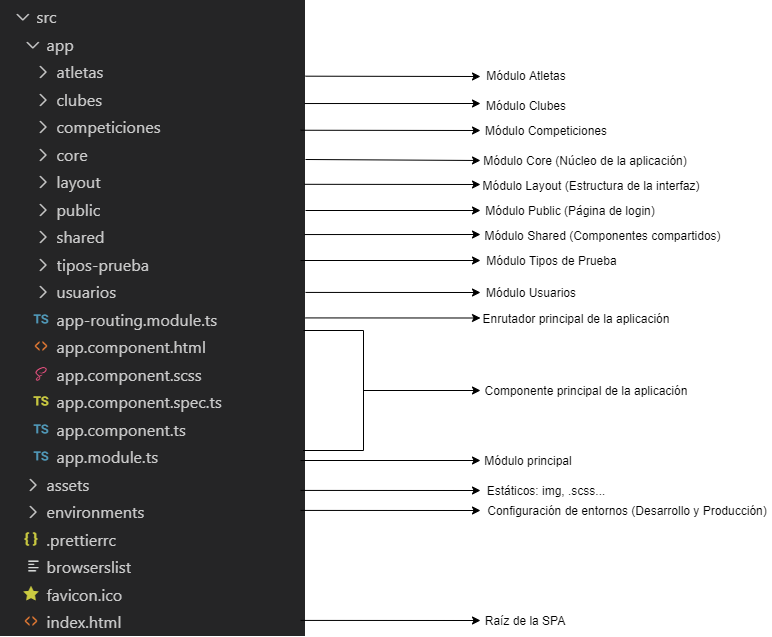 src
app
atletas Módulo Atletas
clubes Módulo Clubes
competiciones Módulo Competiciones
core Módulo Core (Núcleo de la aplicación)
layout Módulo Layout (Estructura de la interfaz)
public Módulo Public (Página de login)
shared Módulo Shared (Componentes compartidos)
tipos-prueba Módulo Tipos de Prueba
usuarios Módulo Usuarios
TS app-routing.module.ts Enrutador principal de la aplicación
<> app.component.html
app.component.scss Componente principal de la aplicación
TS app.component.spec.ts
TS app.component.ts
TS app.module.ts Módulo principal
assets Estáticos: img, .scss...
environments Configuración de entornos (Desarrollo y Producción)
{} .prettierrc
browserslist
favicon.ico
<> index.html Raíz de la SPA